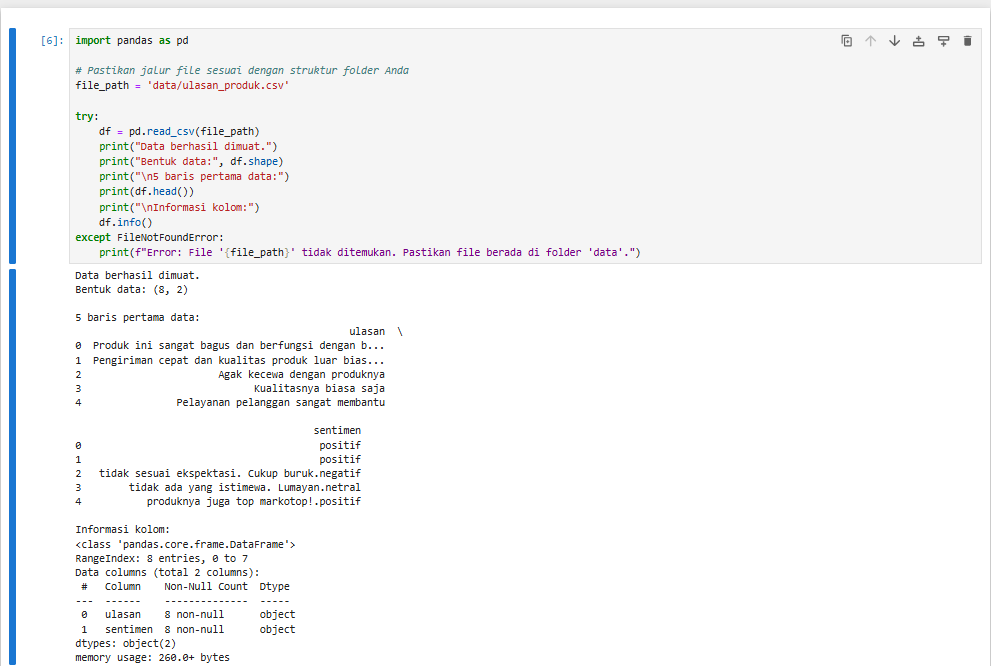 [6]: import pandas as pd
# Pastikan jalur file sesuai dengan struktur folder Anda
file_path = 'data/ulasan_produk.csv'
try:
    df = pd.read_csv(file_path)
    print("Data berhasil dimuat.")
    print("Bentuk data:", df.shape)
    print("\n5 baris pertama data:")
    print(df.head())
    print("\nInformasi kolom:")
    df.info()
except FileNotFoundError:
    print(f"Error: File '{file_path}' tidak ditemukan. Pastikan file berada di folder 'data'.")
Data berhasil dimuat.
Bentuk data: (8, 2)
5 baris pertama data:
                                              ulasan  \
0  Produk ini sangat bagus dan berfungsi dengan b...
1  Pengiriman cepat dan kualitas produk luar bias...
2                       Agak kecewa dengan produknya
3                             Kualitasnya biasa saja
4                Pelayanan pelanggan sangat membantu
                                        sentimen
0                                        positif
1                                        positif
2   tidak sesuai ekspektasi. Cukup buruk.negatif
3        tidak ada yang istimewa. Lumayan.netral
4           produknya juga top markotop!.positif
Informasi kolom:
<class 'pandas.core.frame.DataFrame'>
RangeIndex: 8 entries, 0 to 7
Data columns (total 2 columns):
 #   Column    Non-Null Count  Dtype
---  ------    --------------  -----
 0   ulasan    8 non-null      object
 1   sentimen  8 non-null      object
dtypes: object(2)
memory usage: 260.0+ bytes